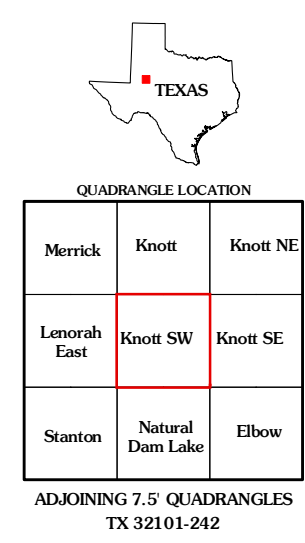 TEXAS
QUADRANGLE LOCATION
Merrick
Knott
Knott NE
Lenorah
East
Knott SW
Knott SE
Stanton
Natural
Dam Lake
Elbow
ADJOINING 7.5' QUADRANGLES
TX 32101-242